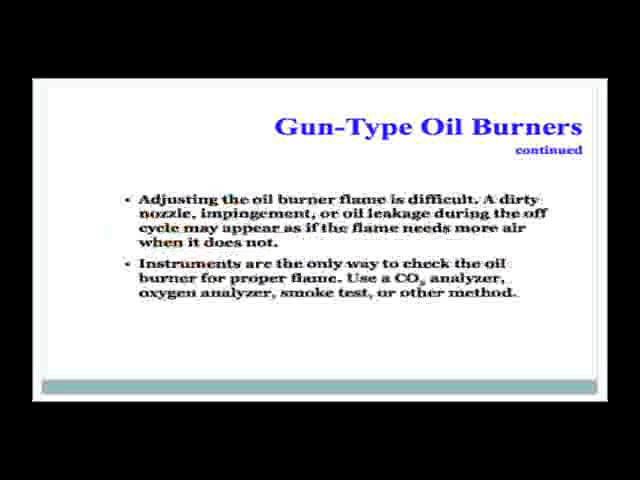 Gun-Type Oil Burners
continued
• Adjusting the oil burner flame is difficult. A dirty
nozzle, impingement, or oil leakage during the off
cycle may appear as if the flame needs more air
when it does not.
• Instruments are the only way to check the oil
burner for proper flame. Use a CO₂ analyzer,
oxygen analyzer, smoke test, or other method.